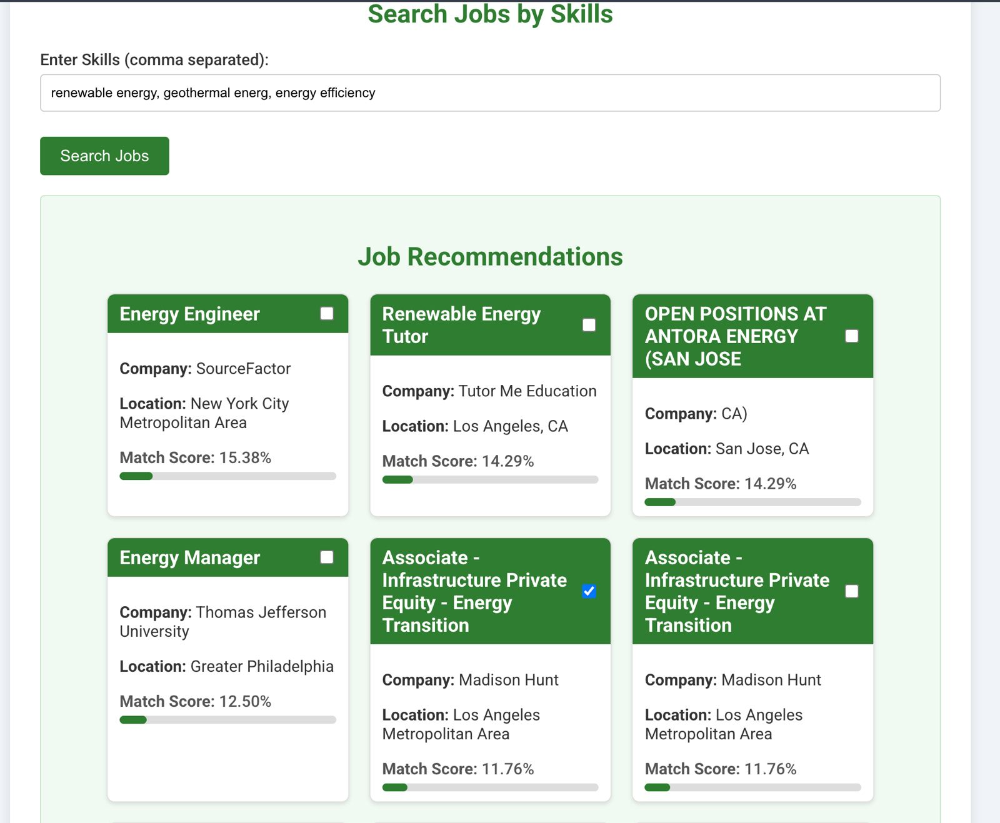 Search Jobs by Skills
Enter Skills (comma separated):
renewable energy, geothermal energ, energy efficiency
Search Jobs
Job Recommendations
Energy Engineer
Company: SourceFactor
Location: New York City
Metropolitan Area
Match Score: 15.38%
Renewable Energy
Tutor
Company: Tutor Me Education
Location: Los Angeles, CA
Match Score: 14.29%
OPEN POSITIONS AT
ANTORA ENERGY
(SAN JOSE
Company: CA)
Location: San Jose, CA
Match Score: 14.29%
Energy Manager
Company: Thomas Jefferson
University
Location: Greater Philadelphia
Match Score: 12.50%
Associate -
Infrastructure Private
Equity - Energy
Transition
Company: Madison Hunt
Location: Los Angeles
Metropolitan Area
Match Score: 11.76%
Associate -
Infrastructure Private
Equity - Energy
Transition
Company: Madison Hunt
Location: Los Angeles
Metropolitan Area
Match Score: 11.76%